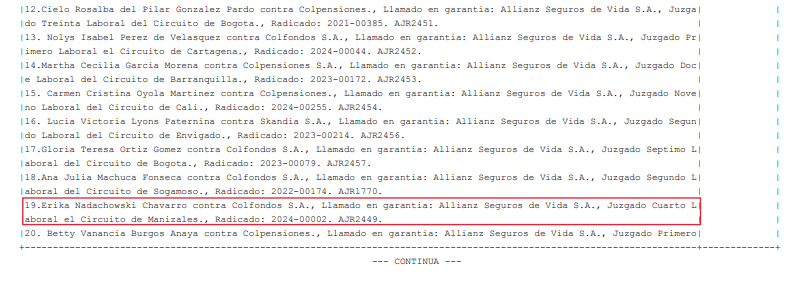 |12.Cielo Rosalba del Pilar Gonzalez Pardo contra Colpensiones., Llamado en garantia: Allianz Seguros de Vida S.A., Juzga|
|do Treinta Laboral del Circuito de Bogota., Radicado: 2021-00385. AJR2451. |
|13. Nolys Isabel Perez de Velasquez contra Colfondos S.A., Llamado en garantia: Allianz Seguros de Vida S.A., Juzgado Pr|
|imero Laboral el Circuito de Cartagena., Radicado: 2024-00044. AJR2452. |
|14.Martha Cecilia Garcia Morena contra Colpensiones S.A., Llamado en garantia: Allianz Seguros de Vida S.A., Juzgado Doc|
|e Laboral del Circuito de Barranquilla., Radicado: 2023-00172. AJR2453. |
|15. Carmen Cristina Oyola Martinez contra Colpensiones., Llamado en garantia: Allianz Seguros de Vida S.A., Juzgado Nove|
|no Laboral del Circuito de Cali., Radicado: 2024-00255. AJR2454. |
|16. Lucia Victoria Lyons Paternina contra Skandia S.A., Llamado en garantia: Allianz Seguros de Vida S.A., Juzgado Segun|
|do Laboral del Circuito de Envigado., Radicado: 2023-00214. AJR2456. |
|17.Gloria Teresa Ortiz Gomez contra Colfondos S.A., Llamado en garantia: Allianz Seguros de Vida S.A., Juzgado Septimo L|
|aboral del Circuito de Bogota., Radicado: 2023-00079. AJR2457. |
|18.Ana Julia Machuca Fonseca contra Colfondos S.A., Llamado en garantia: Allianz Seguros de Vida S.A., Juzgado Segundo L|
|aboral del Circuito de Sogamoso., Radicado: 2022-00174. AJR1770. |
|19.Erika Nadachowski Chavarro contra Colfondos S.A., Llamado en garantia: Allianz Seguros de Vida S.A., Juzgado Cuarto L|
|aboral el Circuito de Manizales., Radicado: 2024-00002. AJR2449. |
|20. Betty Vanancia Burgos Anaya contra Colpensiones., Llamado en garantia: Allianz Seguros de Vida S.A., Juzgado Primero|
--- CONTINUA ---